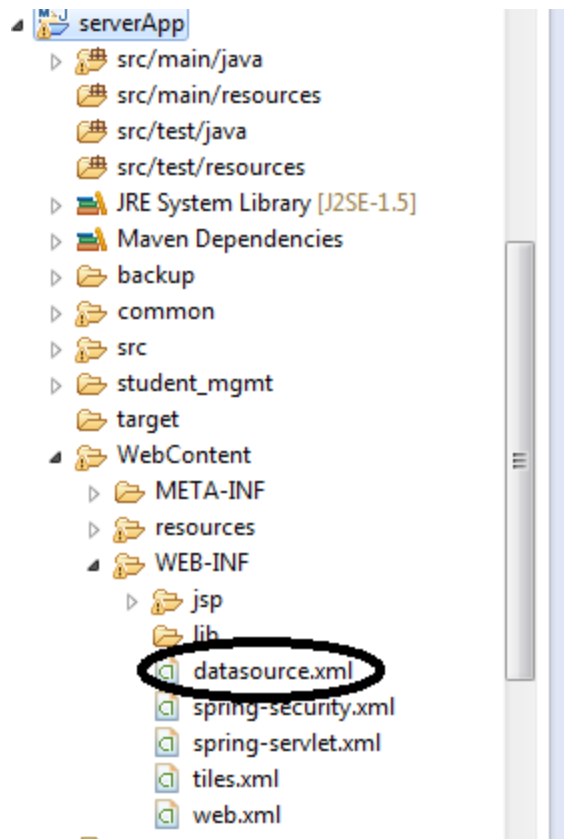 serverApp
src/main/java
src/main/resources
src/test/java
src/test/resources
JRE System Library [J2SE-1.5]
Maven Dependencies
backup
common
src
student_mgmt
target
WebContent
META-INF
resources
WEB-INF
jsp
lib
datasource.xml
spring-security.xml
spring-servlet.xml
tiles.xml
web.xml